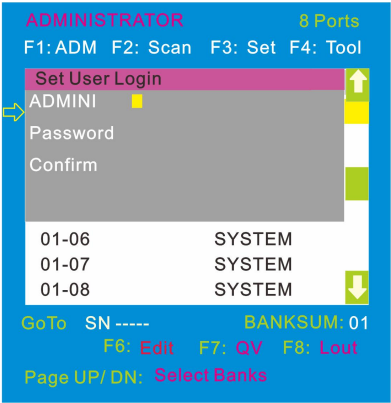 ADMINISTRATOR 8 Ports
F1: ADM F2: Scan F3: Set F4: Tool
Set User Login
ADMINI
Password
Confirm
01-06 SYSTEM
01-07 SYSTEM
01-08 SYSTEM
GoTo SN ----- BANKSUM: 01
F6: Edit F7: QV F8: Lout
Page UP/ DN: Select Banks